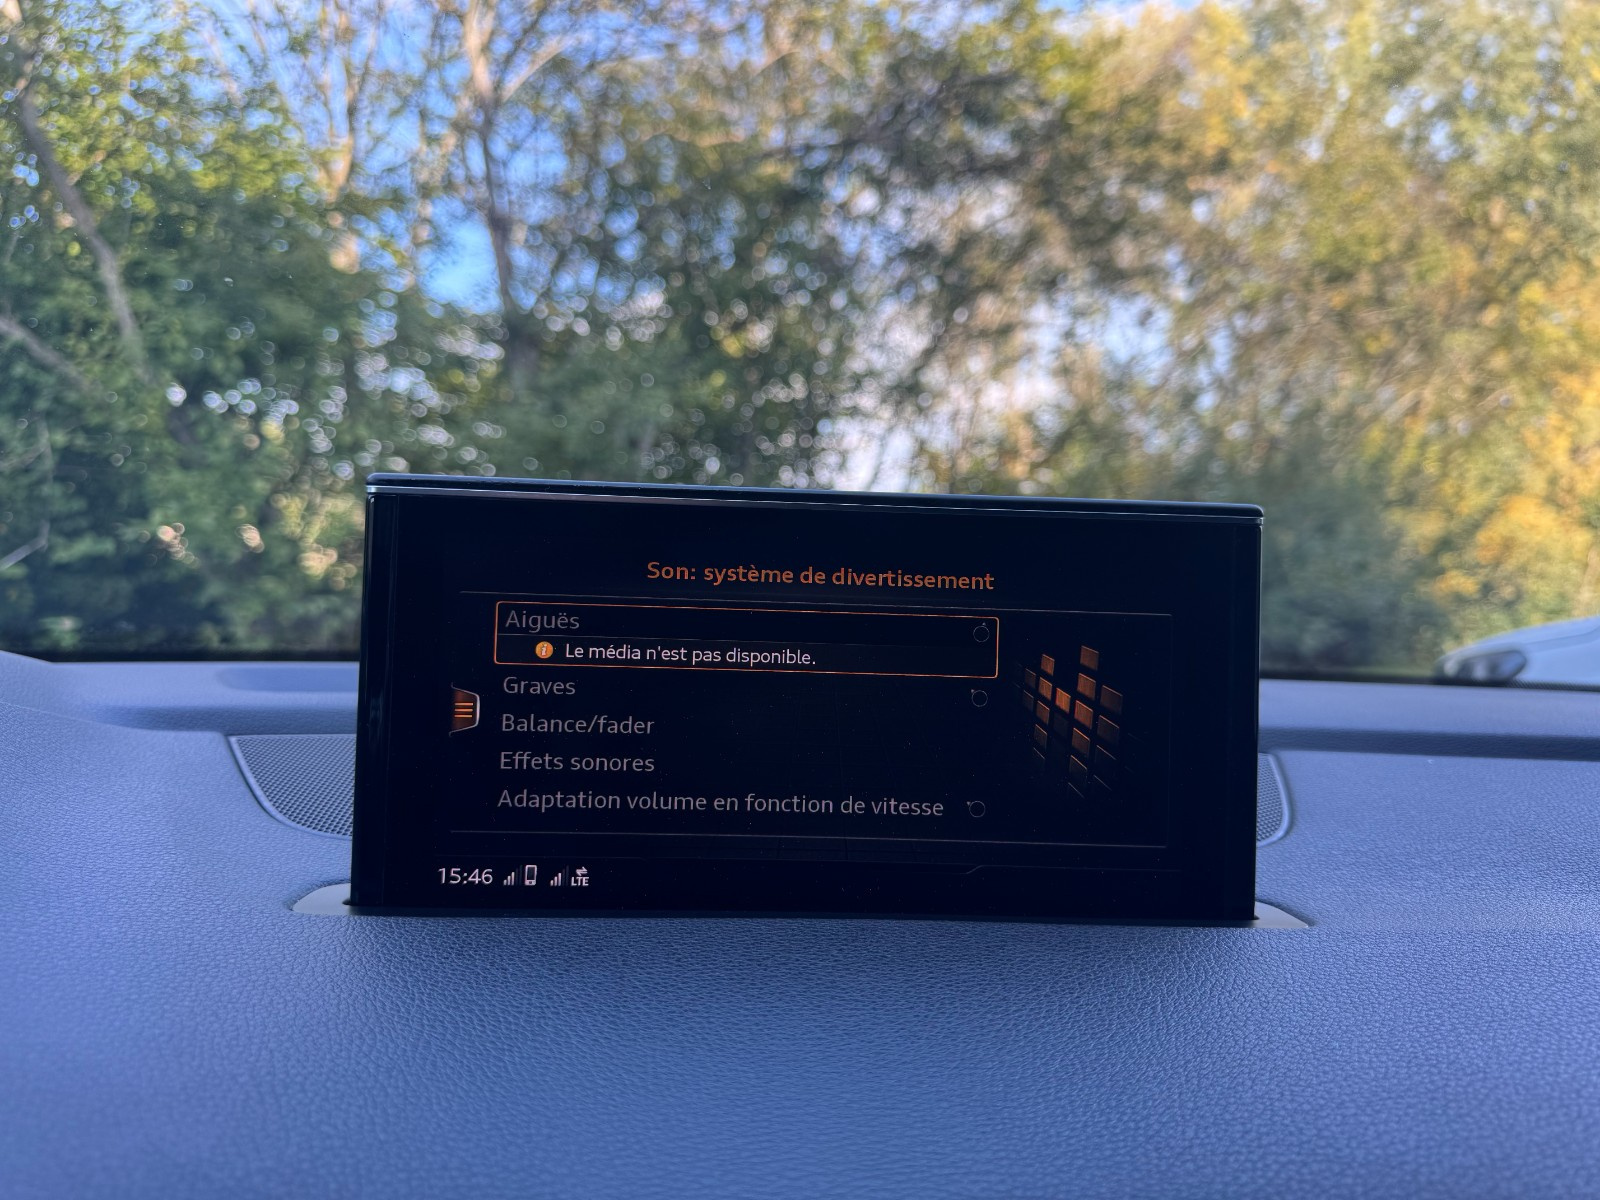 Son: système de divertissement
Aiguës
Le média n'est pas disponible.
Graves
Balance/fader
Effets sonores
Adaptation volume en fonction de vitesse
15:46 LTE